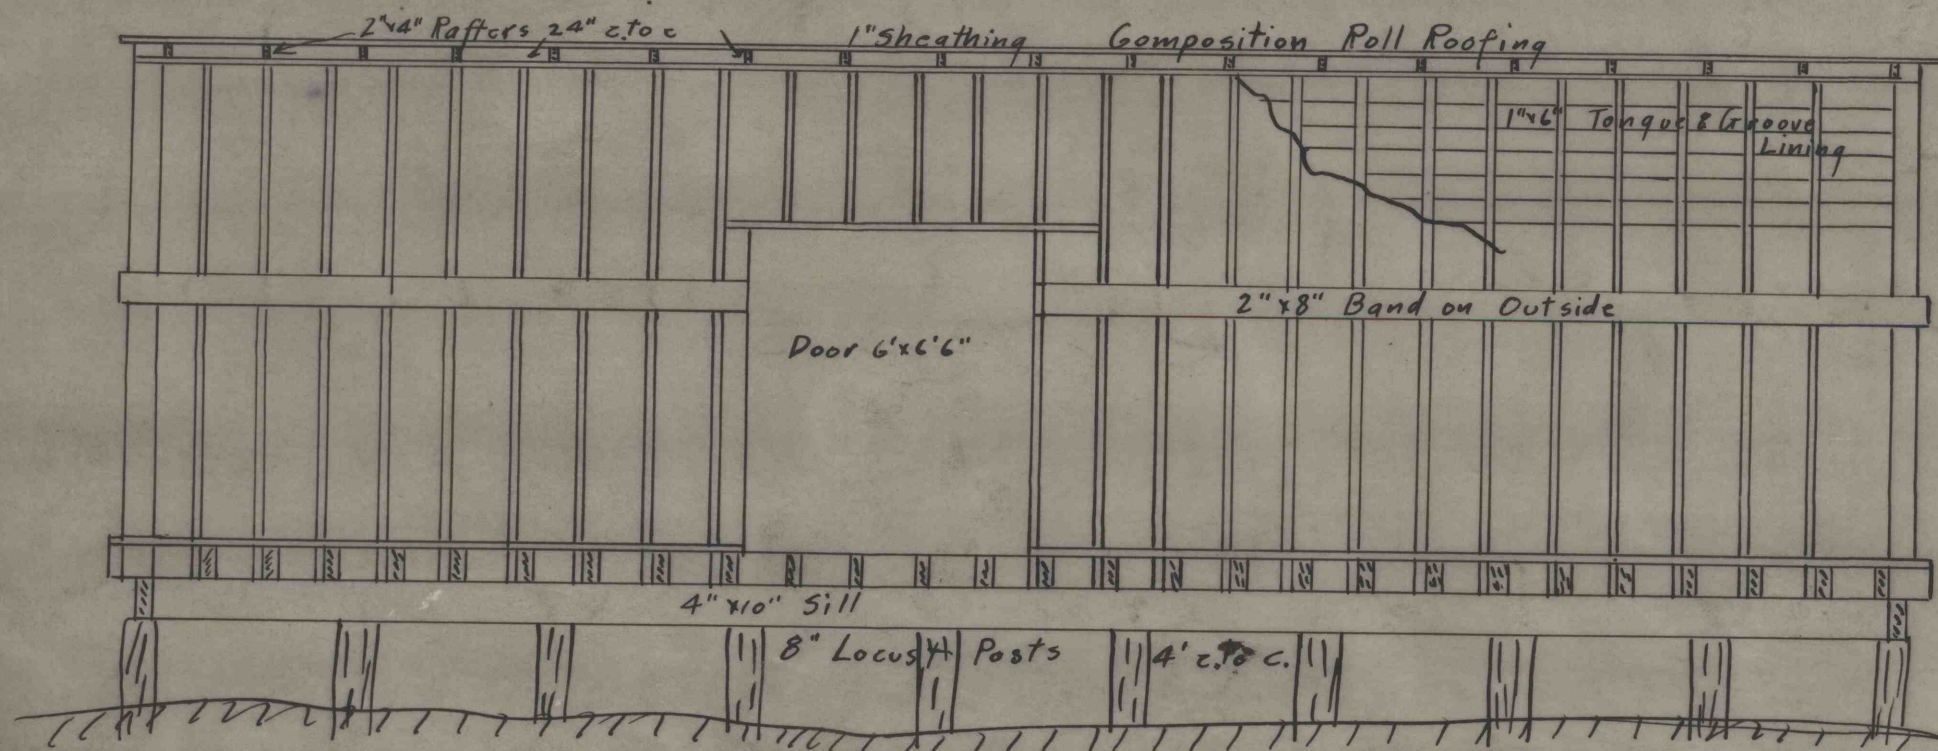 2"x4" Rafters 24" c. to c
1" Sheathing
Composition Roll Roofing
1"x6" Tongue & Groove
Lining
2"x8" Band on Outside
Door 6'x6'6"
4"x10" Sill
8" Locust Posts 4' c. to c.